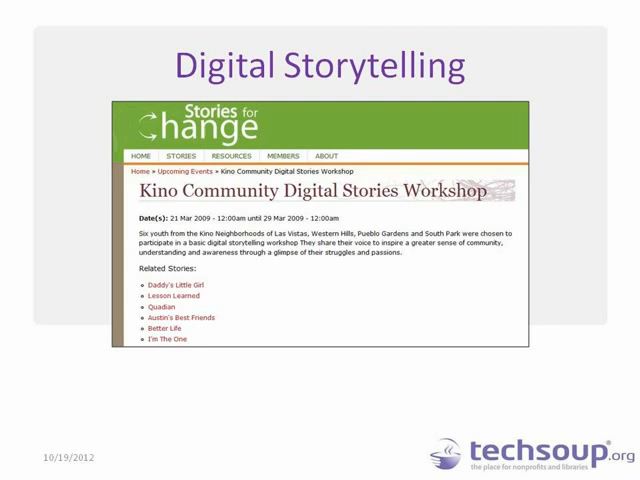 Digital Storytelling
Stories for
Change
HOME STORIES RESOURCES MEMBERS ABOUT
Home » Upcoming Events » Kino Community Digital Stories Workshop
Kino Community Digital Stories Workshop
Date(s): 21 Mar 2009 - 12:00am until 29 Mar 2009 - 12:00am
Six youth from the Kino Neighborhoods of Las Vistas, Western Hills, Pueblo Gardens and South Park were chosen to
participate in a basic digital storytelling workshop They share their voice to inspire a greater sense of community,
understanding and awareness through a glimpse of their struggles and passions.
Related Stories:
Daddy's Little Girl
Lesson Learned
Quadian
Austin's Best Friends
Better Life
I'm The One
10/19/2012
techsoup.org
the place for nonprofits and libraries